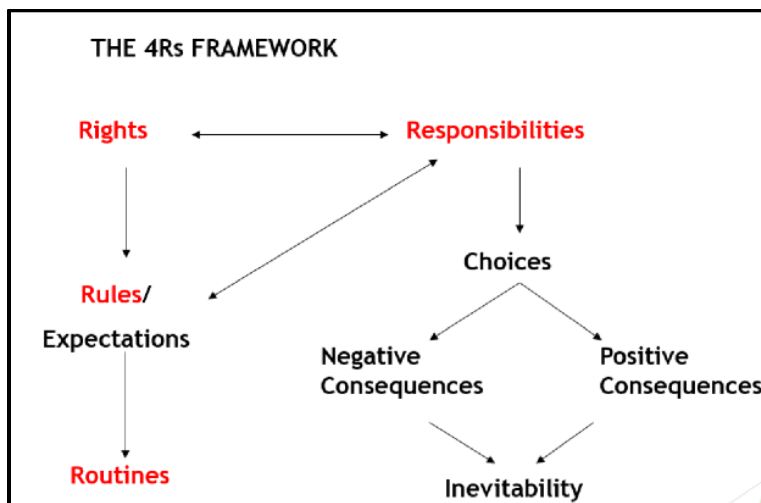 THE 4Rs FRAMEWORK
Rights
Responsibilities
Choices
Rules/
Expectations
Negative
Consequences
Positive
Consequences
Routines
Inevitability